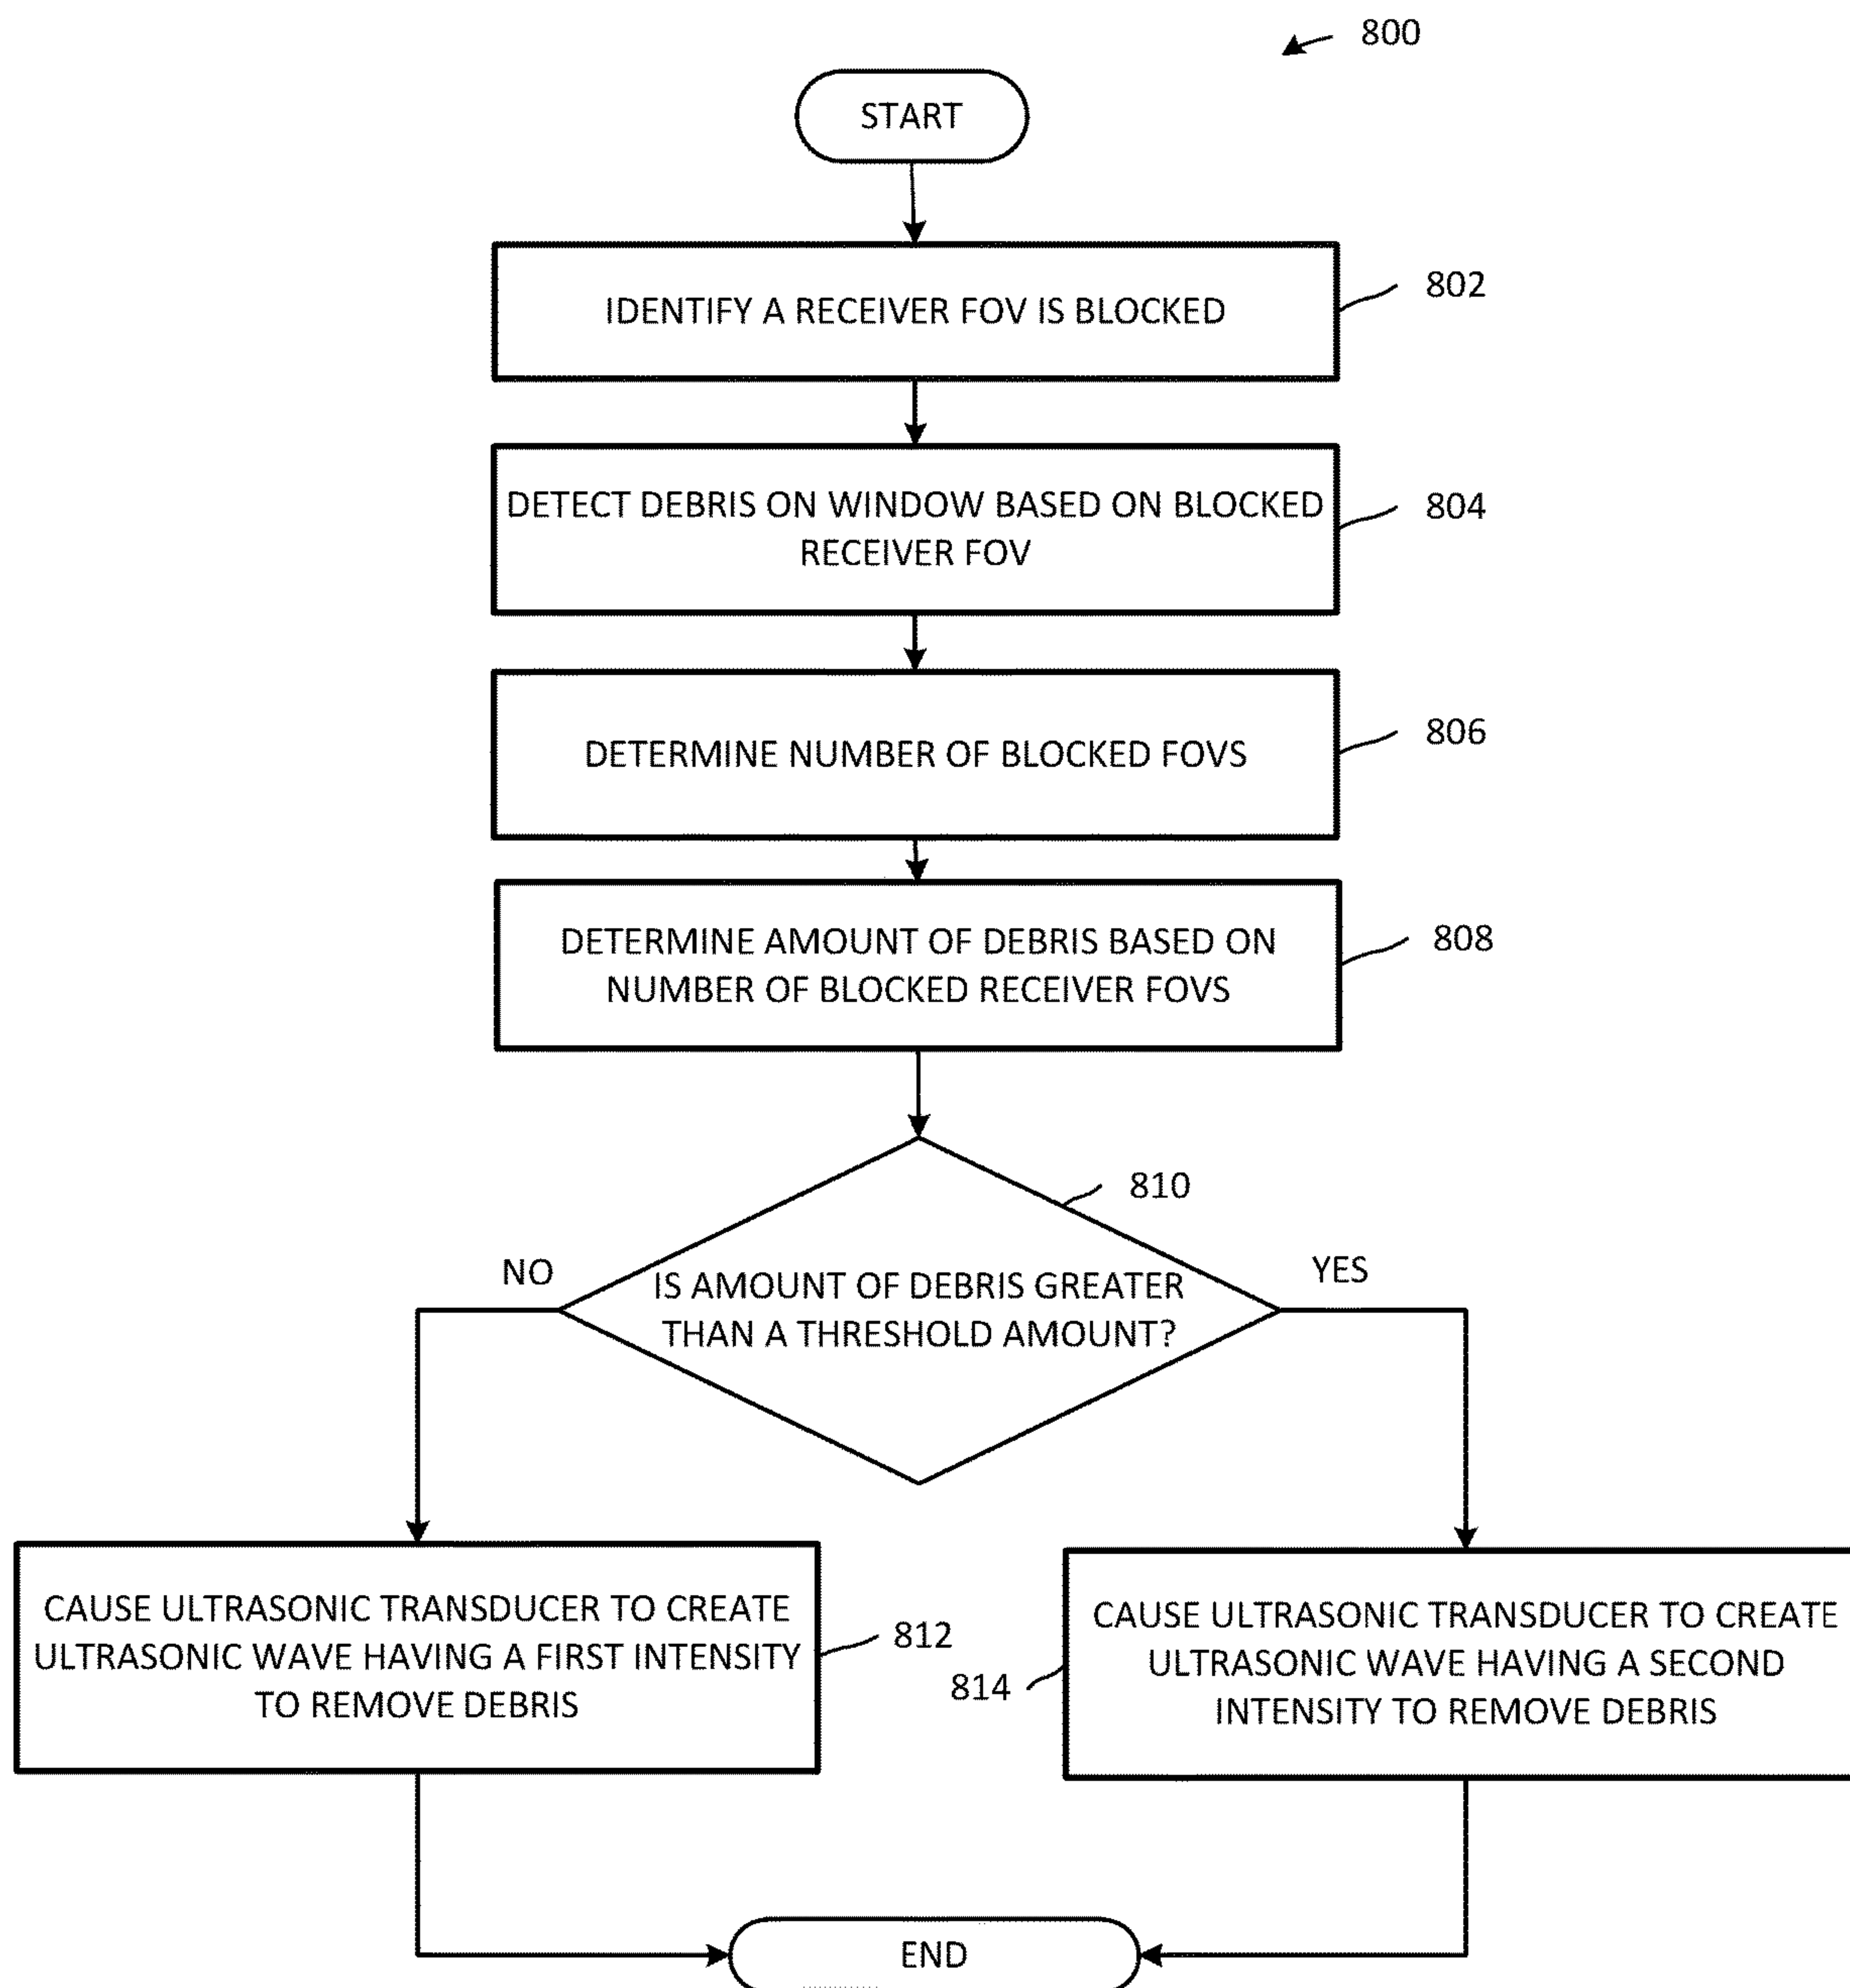 800
START
IDENTIFY A RECEIVER FOV IS BLOCKED
802
DETECT DEBRIS ON WINDOW BASED ON BLOCKED
RECEIVER FOV
804
DETERMINE NUMBER OF BLOCKED FOVS
806
DETERMINE AMOUNT OF DEBRIS BASED ON
NUMBER OF BLOCKED RECEIVER FOVS
808
810
NO
IS AMOUNT OF DEBRIS GREATER
THAN A THRESHOLD AMOUNT?
YES
CAUSE ULTRASONIC TRANSDUCER TO CREATE
ULTRASONIC WAVE HAVING A FIRST INTENSITY
TO REMOVE DEBRIS
812
CAUSE ULTRASONIC TRANSDUCER TO CREATE
ULTRASONIC WAVE HAVING A SECOND
INTENSITY TO REMOVE DEBRIS
814
END